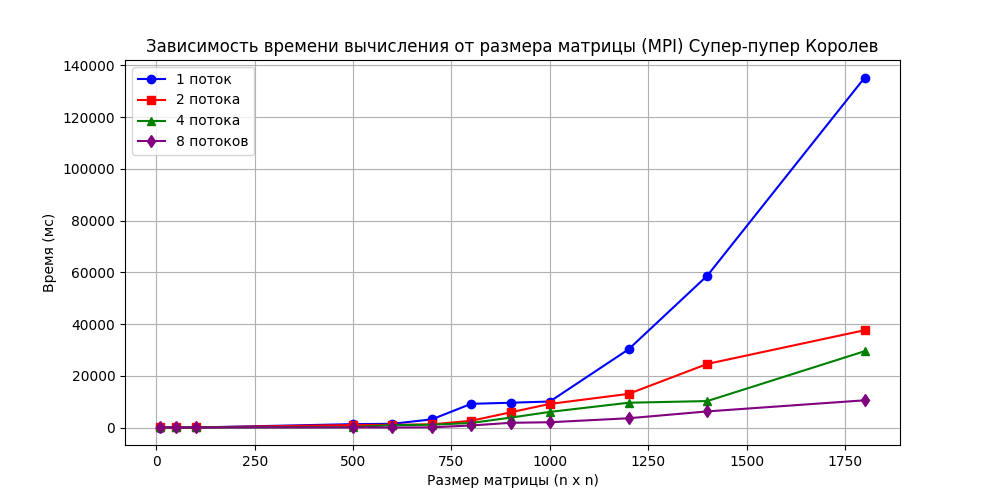 Зависимость времени вычисления от размера матрицы (MPI) Супер-пупер Королев
140000
120000
100000
80000
60000
40000
20000
0
Время (мс)
1 поток
2 потока
4 потока
8 потоков
0 250 500 750 1000 1250 1500 1750
Размер матрицы (n x n)